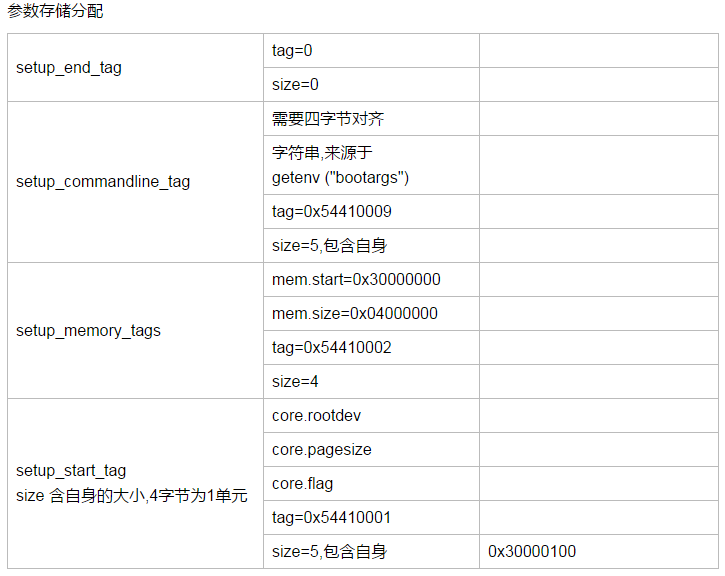 参数存储分配
setup_end_tag
tag=0
size=0
setup_commandline_tag
需要四字节对齐
字符串,来源于
getenv ("bootargs")
tag=0x54410009
size=5,包含自身
setup_memory_tags
mem.start=0x30000000
mem.size=0x04000000
tag=0x54410002
size=4
setup_start_tag
size 含自身的大小,4字节为1单元
core.rootdev
core.pagesize
core.flag
tag=0x54410001
size=5,包含自身
0x30000100